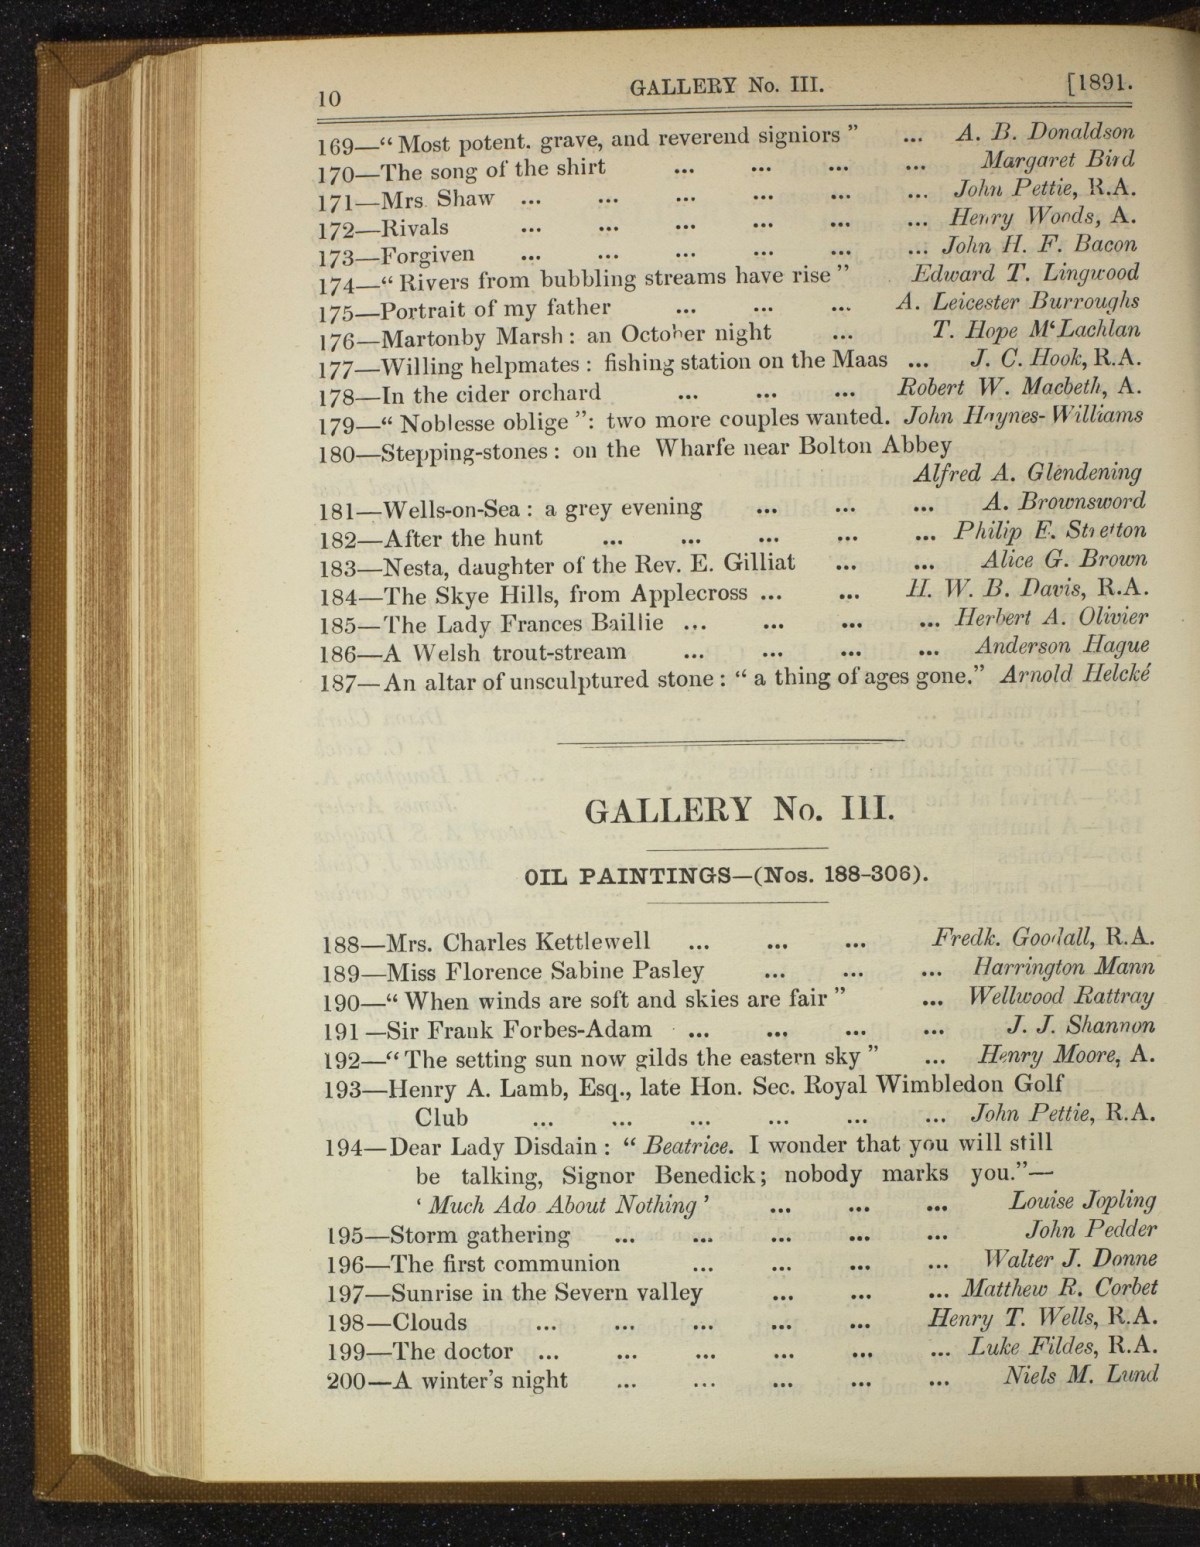 10 GALLERY No. III. [1891.
169—“ Most potent. grave, and reverend signiors ” ... A. B. Donaldson
170—The song of the shirt ... ... ... ... Margaret Bird
171—Mrs. Shaw ... ... ... ... ... ... John Pettie, R.A.
172—Rivals ... ... ... ... ... ... Henry Woods, A.
173—Forgiven ... ... ... ... ... ... John H. F. Bacon
174—“ Rivers from bubbling streams have rise ” Edward T. Lingwood
175—Portrait of my father ... ... ... A. Leicester Burroughs
176—Martonby Marsh : an October night ... T. Hope M‘Lachlan
177—Willing helpmates : fishing station on the Maas ... J. C. Hook, R.A.
178—In the cider orchard ... ... ... Robert W. Macbeth, A.
179—“ Noblesse oblige ”: two more couples wanted. John Haynes-Williams
180—Stepping-stones : on the Wharfe near Bolton Abbey
Alfred A. Glendening
181—Wells-on-Sea : a grey evening ... ... ... A. Brownsword
182—After the hunt ... ... ... ... ... Philip E. Stretton
183—Nesta, daughter of the Rev. E. Gilliat ... ... Alice G. Brown
184—The Skye Hills, from Applecross ... ... H. W. B. Davis, R.A.
185—The Lady Frances Baillie ... ... ... ... Herbert A. Olivier
186—A Welsh trout-stream ... ... ... ... Anderson Hague
187—An altar of unsculptured stone : “ a thing of ages gone.” Arnold Helcké
GALLERY No. III.
OIL PAINTINGS—(Nos. 188-306).
188—Mrs. Charles Kettlewell ... ... ... Fredk. Goodall, R.A.
189—Miss Florence Sabine Pasley ... ... ... Harrington Mann
190—“ When winds are soft and skies are fair ” ... Wellwood Rattray
191—Sir Frank Forbes-Adam ... ... ... ... J. J. Shannon
192—“ The setting sun now gilds the eastern sky ” ... Henry Moore, A.
193—Henry A. Lamb, Esq., late Hon. Sec. Royal Wimbledon Golf
Club ... ... ... ... ... ... John Pettie, R.A.
194—Dear Lady Disdain : “ Beatrice. I wonder that you will still
be talking, Signor Benedick; nobody marks you.”—
‘ Much Ado About Nothing ’ ... ... ... Louise Jopling
195—Storm gathering ... ... ... ... ... John Pedder
196—The first communion ... ... ... ... Walter J. Donne
197—Sunrise in the Severn valley ... ... ... Matthew R. Corbet
198—Clouds ... ... ... ... ... Henry T. Wells, R.A.
199—The doctor ... ... ... ... ... ... Luke Fildes, R.A.
200—A winter’s night ... ... ... ... ... Niels M. Lund